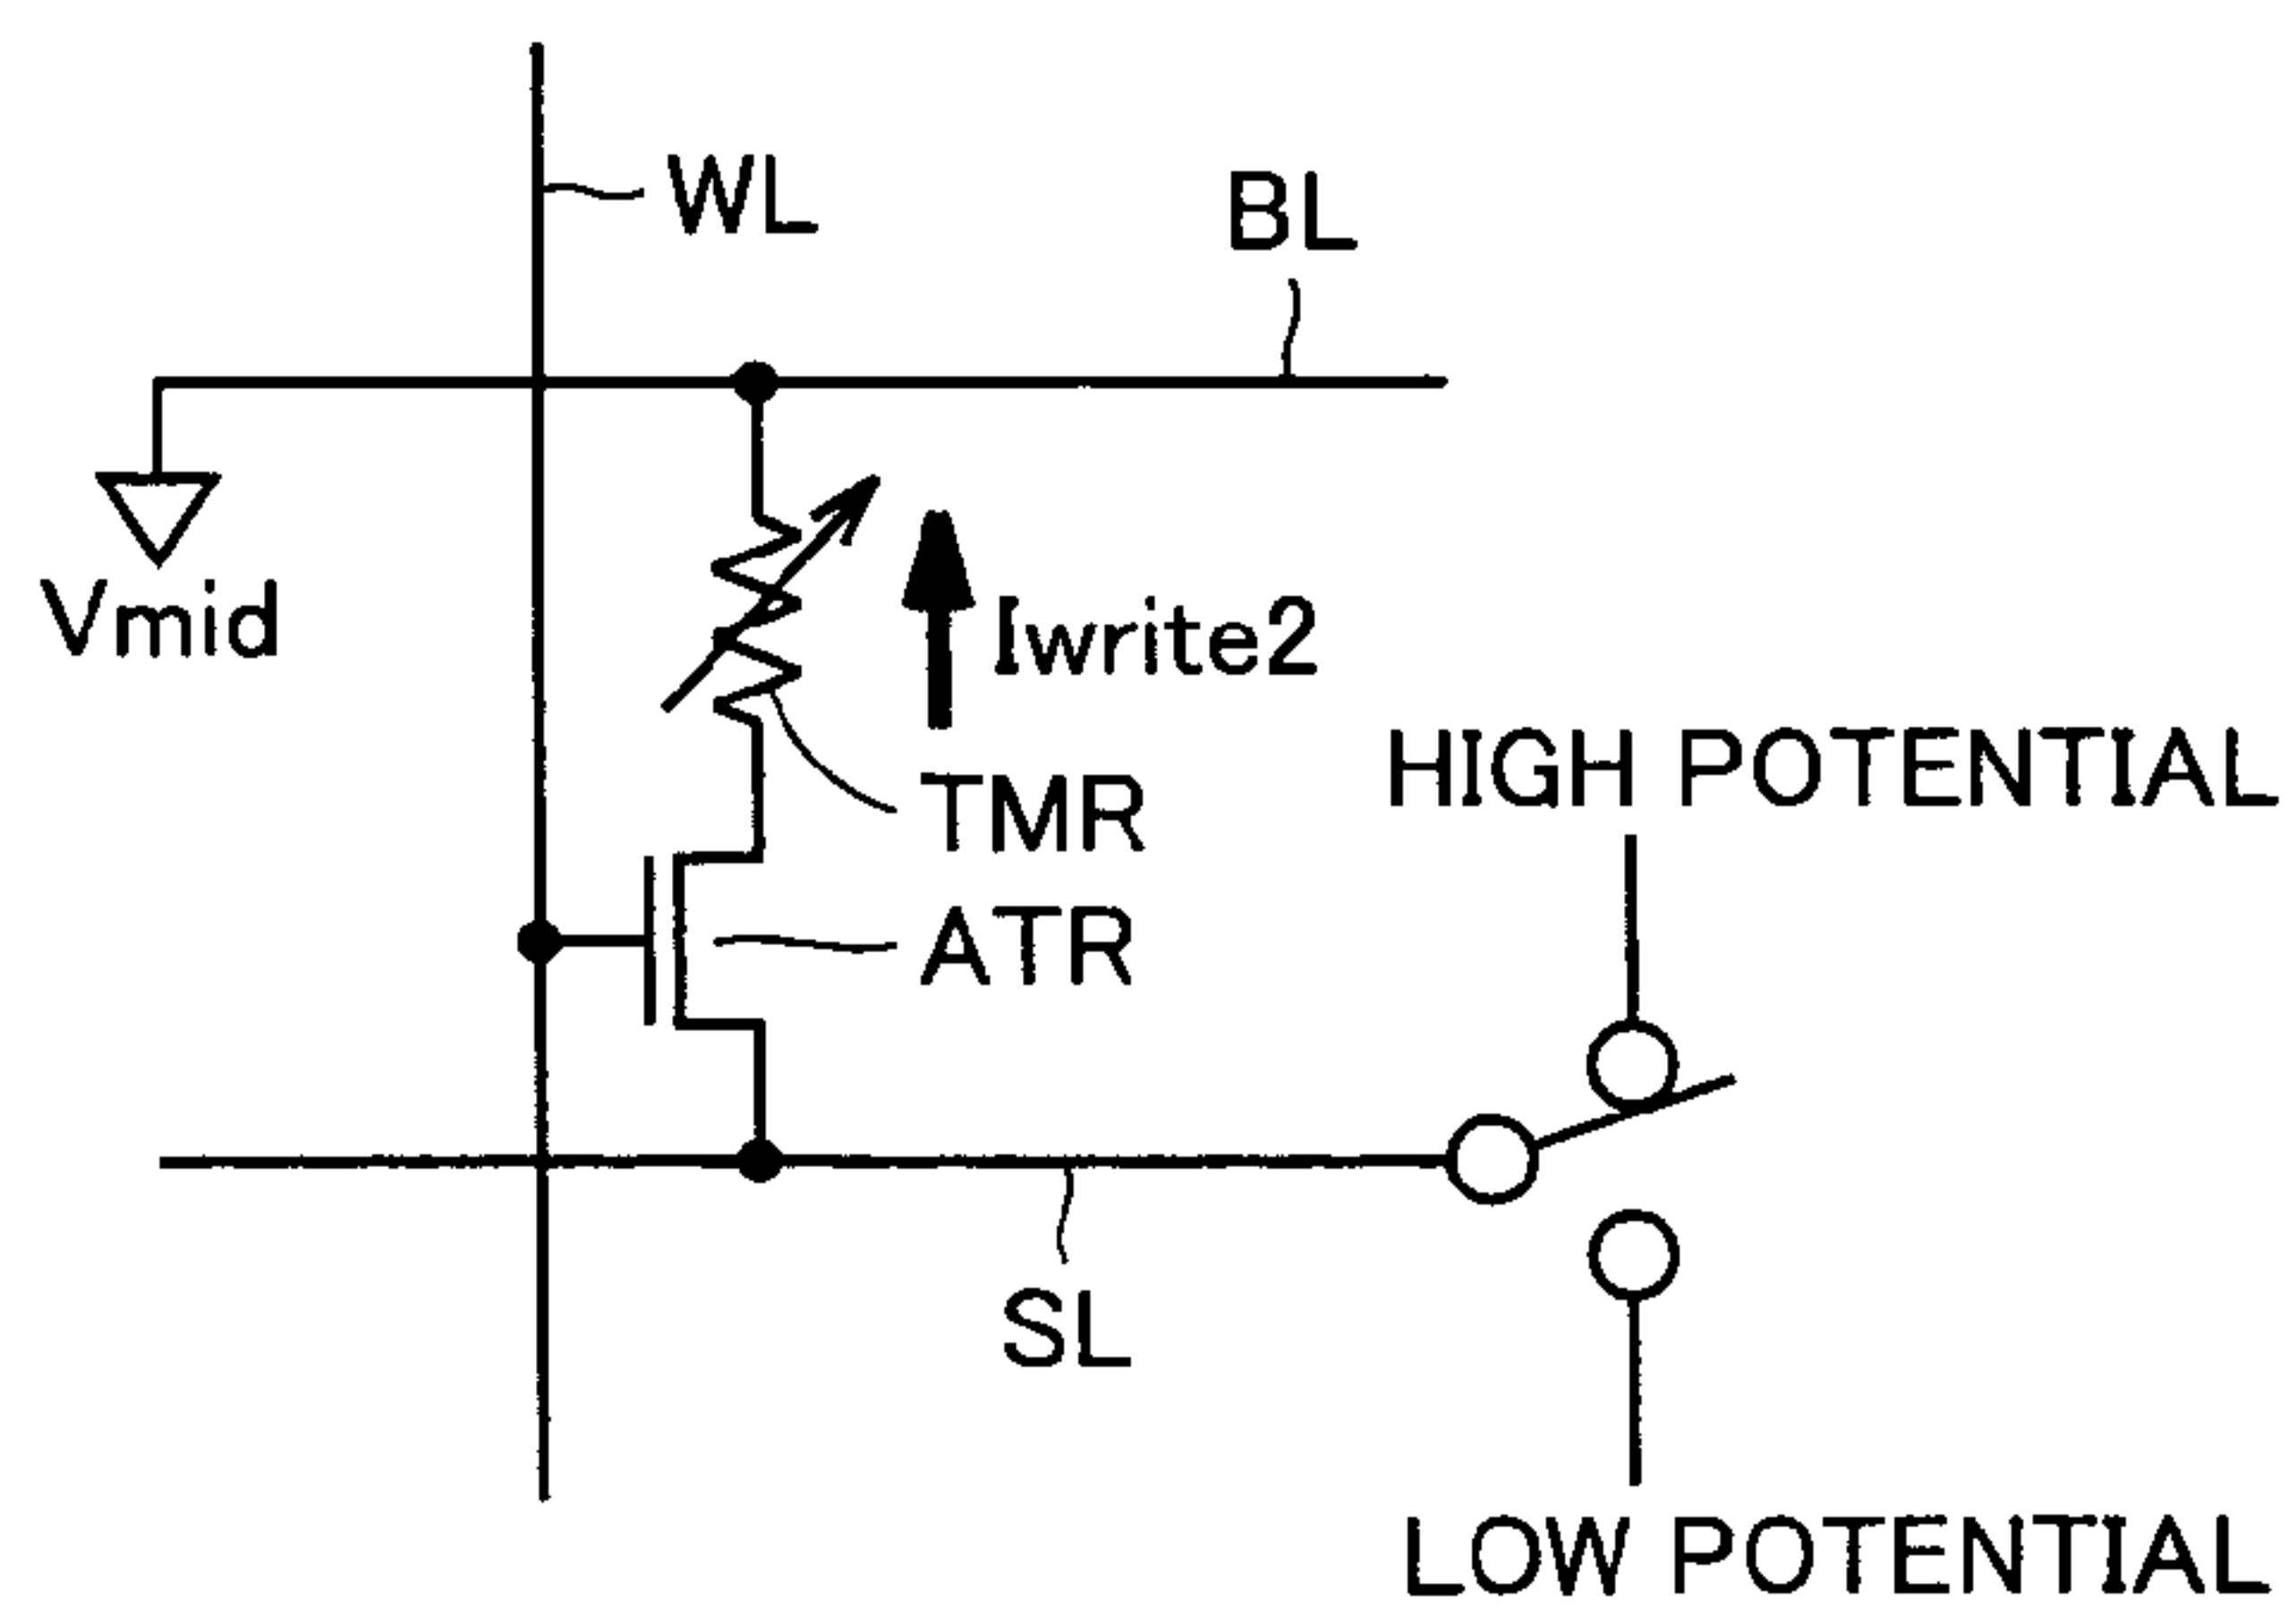 WL
BL
Vmid
Iwrite2
HIGH POTENTIAL
TMR
ATR
SL
LOW POTENTIAL